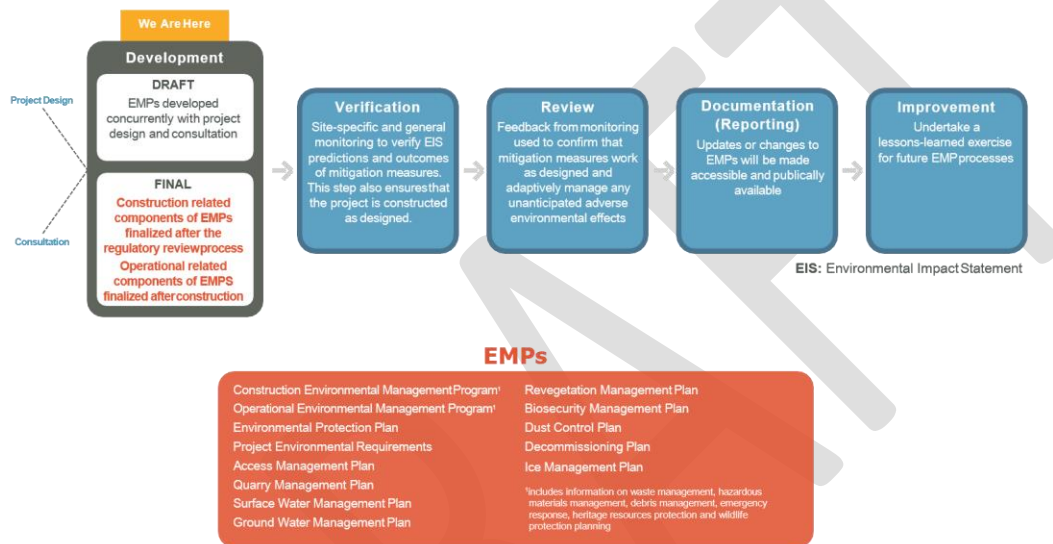 We Are Here
Development
DRAFT
EMPs developed
concurrently with project
design and consultation
FINAL
Construction related
components of EMPs
finalized after the
regulatory reviewprocess
Operational related
components of EMPS
finalized afterconstruction
Project Design
Consultation
Verification
Site-specific and general
monitoring to verify EIS
predictions and outcomes
of mitigation measures.
This step also ensures that
the project is constructed
as designed.
Review
Feedback from monitoring
used to confirm that
mitigation measures work
as designed and
adaptively manage any
unanticipated adverse
environmental effects
Documentation
(Reporting)
Updates or changes to
EMPs will be made
accessible and publically
available
Improvement
Undertake a
lessons-learned exercise
for future EMP processes
EIS: Environmental Impact Statement
EMPs
Construction Environmental Management Program¹
Operational Environmental Management Program¹
Environmental Protection Plan
Project Environmental Requirements
Access Management Plan
Quarry Management Plan
Surface Water Management Plan
Ground Water Management Plan
Revegetation Management Plan
Biosecurity Management Plan
Dust Control Plan
Decommissioning Plan
Ice Management Plan
¹includes information on waste management, hazardous
materials management, debris management, emergency
response, heritage resources protection and wildlife
protection planning
DRAFT